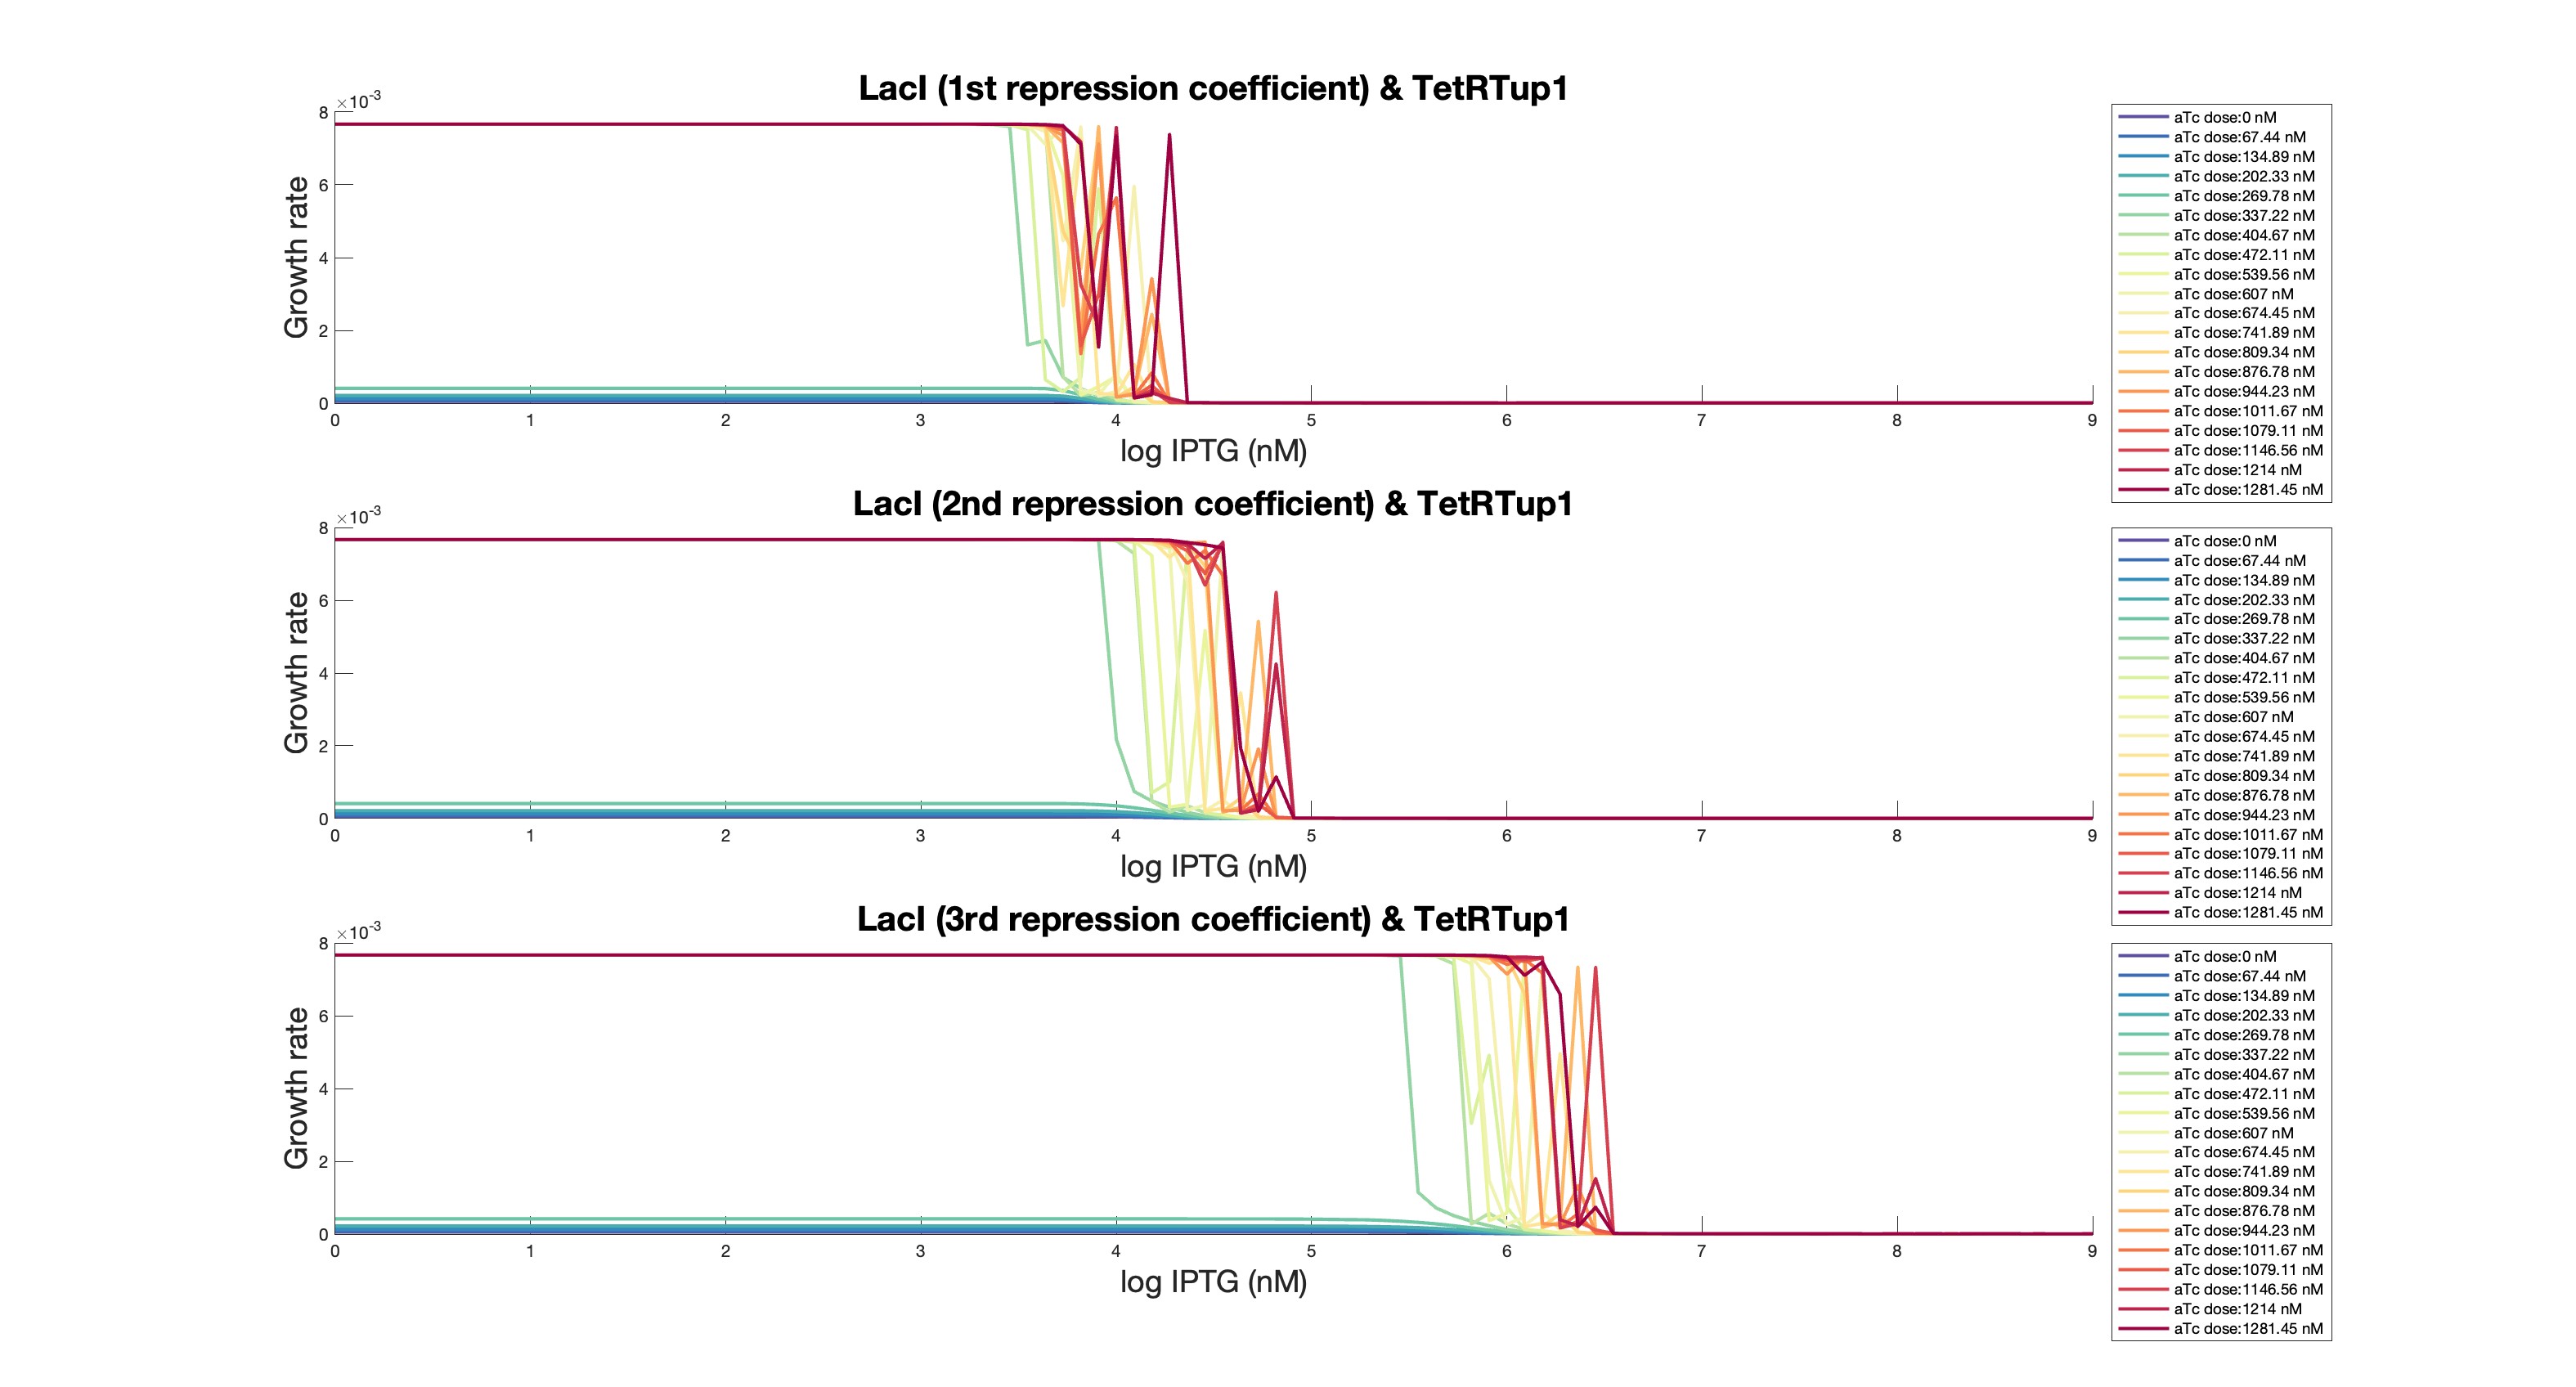 LacI (1st repression coefficient) & TetRTup1
×10-3
8
6
4
2
0
Growth rate
0 1 2 3 4 5 6 7 8 9
log IPTG (nM)
aTc dose:0 nM
aTc dose:67.44 nM
aTc dose:134.89 nM
aTc dose:202.33 nM
aTc dose:269.78 nM
aTc dose:337.22 nM
aTc dose:404.67 nM
aTc dose:472.11 nM
aTc dose:539.56 nM
aTc dose:607 nM
aTc dose:674.45 nM
aTc dose:741.89 nM
aTc dose:809.34 nM
aTc dose:876.78 nM
aTc dose:944.23 nM
aTc dose:1011.67 nM
aTc dose:1079.11 nM
aTc dose:1146.56 nM
aTc dose:1214 nM
aTc dose:1281.45 nM
LacI (2nd repression coefficient) & TetRTup1
×10-3
8
6
4
2
0
Growth rate
0 1 2 3 4 5 6 7 8 9
log IPTG (nM)
aTc dose:0 nM
aTc dose:67.44 nM
aTc dose:134.89 nM
aTc dose:202.33 nM
aTc dose:269.78 nM
aTc dose:337.22 nM
aTc dose:404.67 nM
aTc dose:472.11 nM
aTc dose:539.56 nM
aTc dose:607 nM
aTc dose:674.45 nM
aTc dose:741.89 nM
aTc dose:809.34 nM
aTc dose:876.78 nM
aTc dose:944.23 nM
aTc dose:1011.67 nM
aTc dose:1079.11 nM
aTc dose:1146.56 nM
aTc dose:1214 nM
aTc dose:1281.45 nM
LacI (3rd repression coefficient) & TetRTup1
×10-3
8
6
4
2
0
Growth rate
0 1 2 3 4 5 6 7 8 9
log IPTG (nM)
aTc dose:0 nM
aTc dose:67.44 nM
aTc dose:134.89 nM
aTc dose:202.33 nM
aTc dose:269.78 nM
aTc dose:337.22 nM
aTc dose:404.67 nM
aTc dose:472.11 nM
aTc dose:539.56 nM
aTc dose:607 nM
aTc dose:674.45 nM
aTc dose:741.89 nM
aTc dose:809.34 nM
aTc dose:876.78 nM
aTc dose:944.23 nM
aTc dose:1011.67 nM
aTc dose:1079.11 nM
aTc dose:1146.56 nM
aTc dose:1214 nM
aTc dose:1281.45 nM